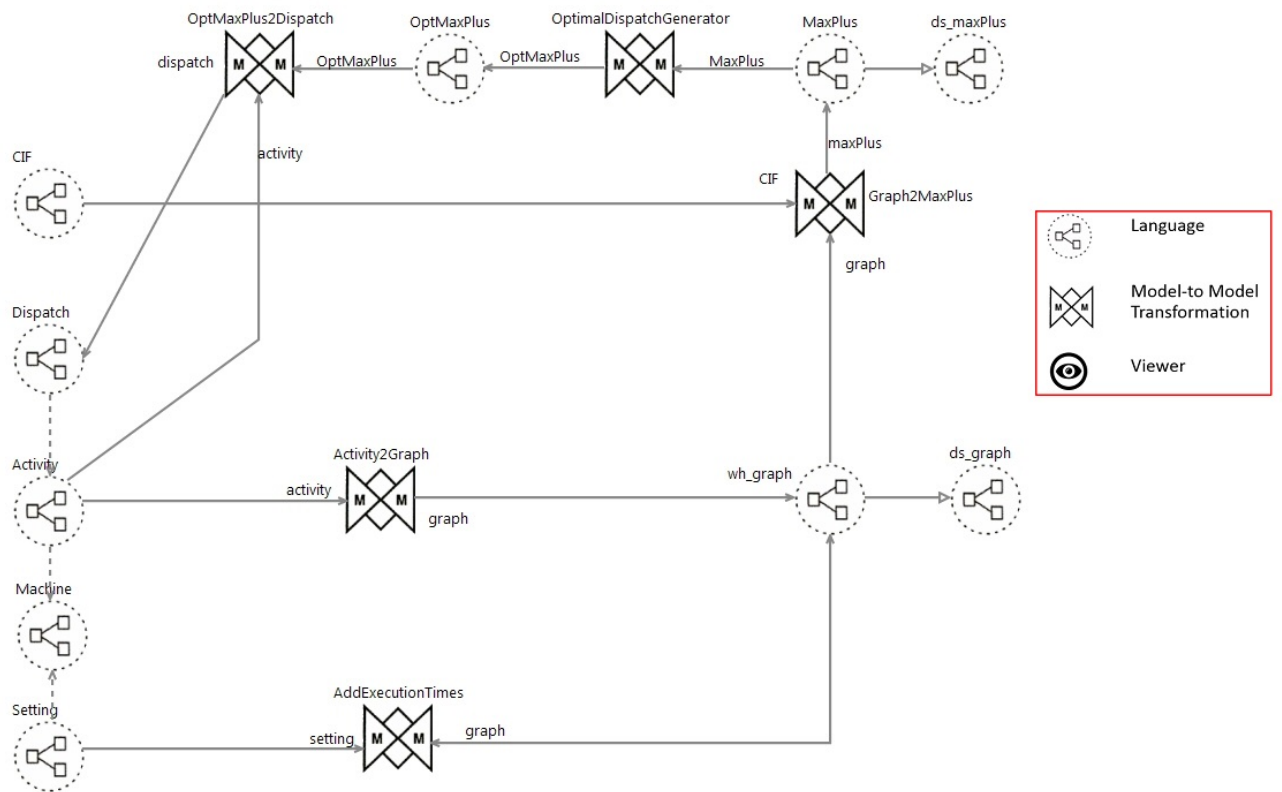 OptMaxPlus2Dispatch
OptMaxPlus
OptimalDispatchGenerator
MaxPlus
ds_maxPlus
dispatch
M M
OptMaxPlus
OptMaxPlus
M M
MaxPlus
activity
maxPlus
CIF
CIF
M M
Graph2MaxPlus
graph
Language
Model-to Model
Transformation
M M
Viewer
Dispatch
Activity
Activity2Graph
activity
M M
graph
wh_graph
ds_graph
Machine
Setting
AddExecutionTimes
setting
M M
graph